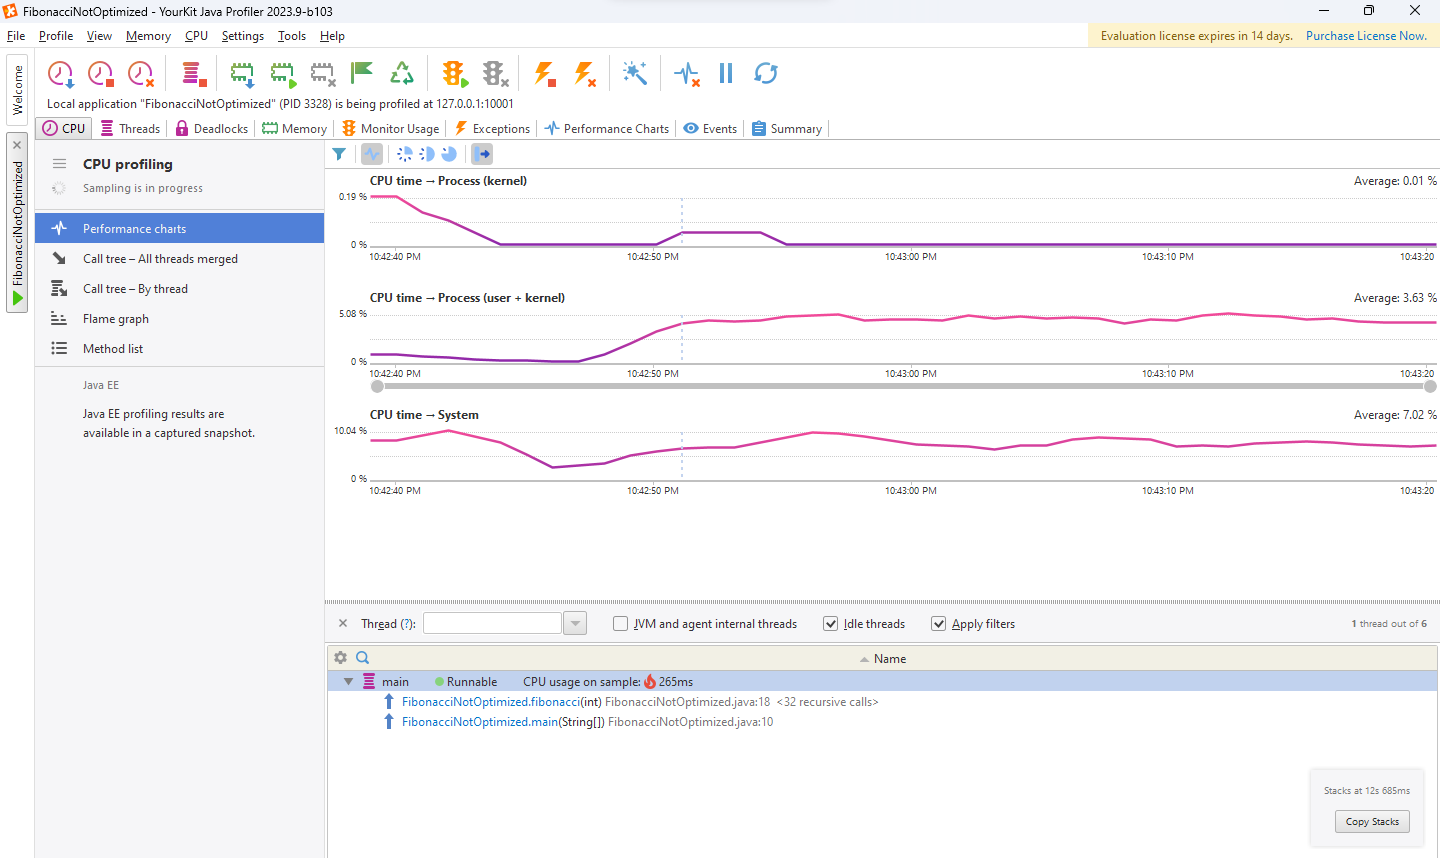 FibonacciNotOptimized - YourKit Java Profiler 2023.9-b103
File Profile View Memory CPU Settings Tools Help
Evaluation license expires in 14 days. Purchase License Now.
Welcome
FibonacciNotOptimized
Local application "FibonacciNotOptimized" (PID 3328) is being profiled at 127.0.0.1:10001
CPU Threads Deadlocks Memory Monitor Usage Exceptions Performance Charts Events Summary
CPU profiling
Sampling is in progress
Performance charts
Call tree – All threads merged
Call tree – By thread
Flame graph
Method list
Java EE
Java EE profiling results are
available in a captured snapshot.
CPU time → Process (kernel) Average: 0.01 %
0.19 %
0 %
10:42:40 PM 10:42:50 PM 10:43:00 PM 10:43:10 PM 10:43:20
CPU time → Process (user + kernel) Average: 3.63 %
5.08 %
0 %
10:42:40 PM 10:42:50 PM 10:43:00 PM 10:43:10 PM 10:43:20
CPU time → System Average: 7.02 %
10.04 %
0 %
10:42:40 PM 10:42:50 PM 10:43:00 PM 10:43:10 PM 10:43:20
Thread (?): JVM and agent internal threads Idle threads Apply filters 1 thread out of 6
Name
main Runnable CPU usage on sample: 265ms
FibonacciNotOptimized.fibonacci(int) FibonacciNotOptimized.java:18 <32 recursive calls>
FibonacciNotOptimized.main(String[]) FibonacciNotOptimized.java:10
Stacks at 12s 685ms
Copy Stacks